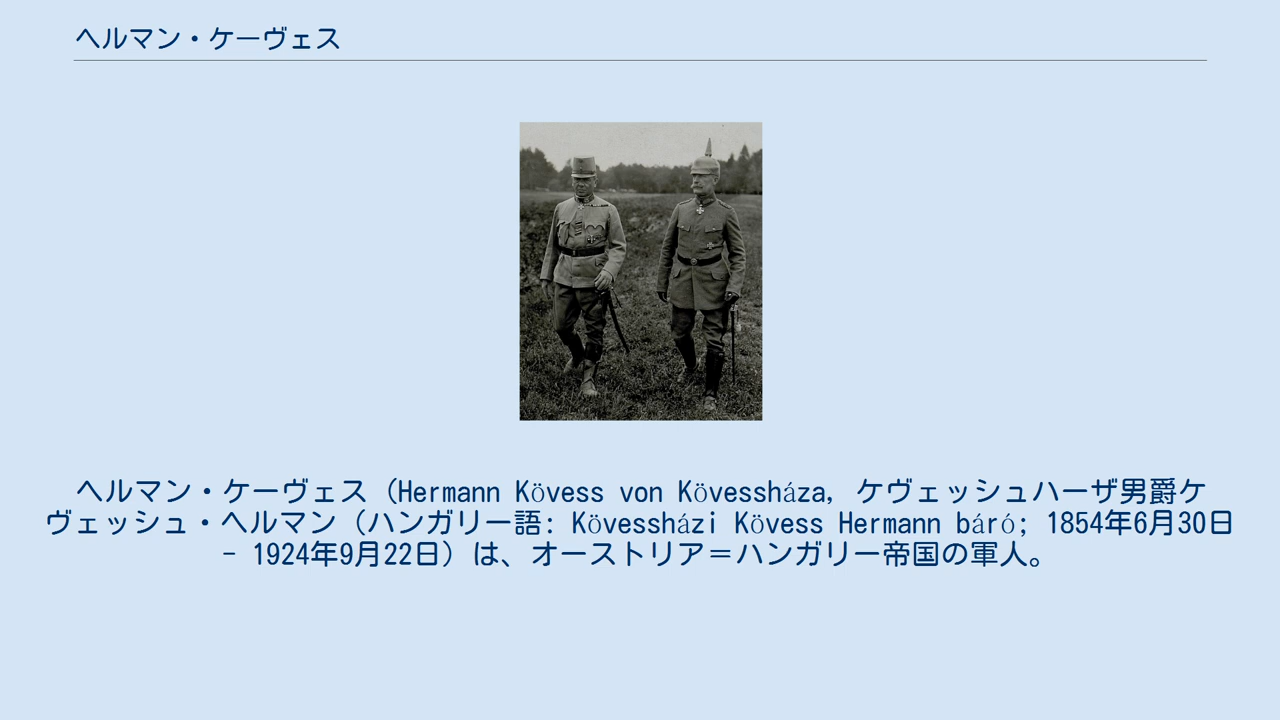 ヘルマン・ケーヴェス
ヘルマン・ケーヴェス（Hermann Kövess von Kövessháza, ケヴェッシュハーザ男爵ケ
ヴェッシュ・ヘルマン（ハンガリー語: Kövessházi Kövess Hermann báró; 1854年6月30日
- 1924年9月22日）は、オーストリア＝ハンガリー帝国の軍人。